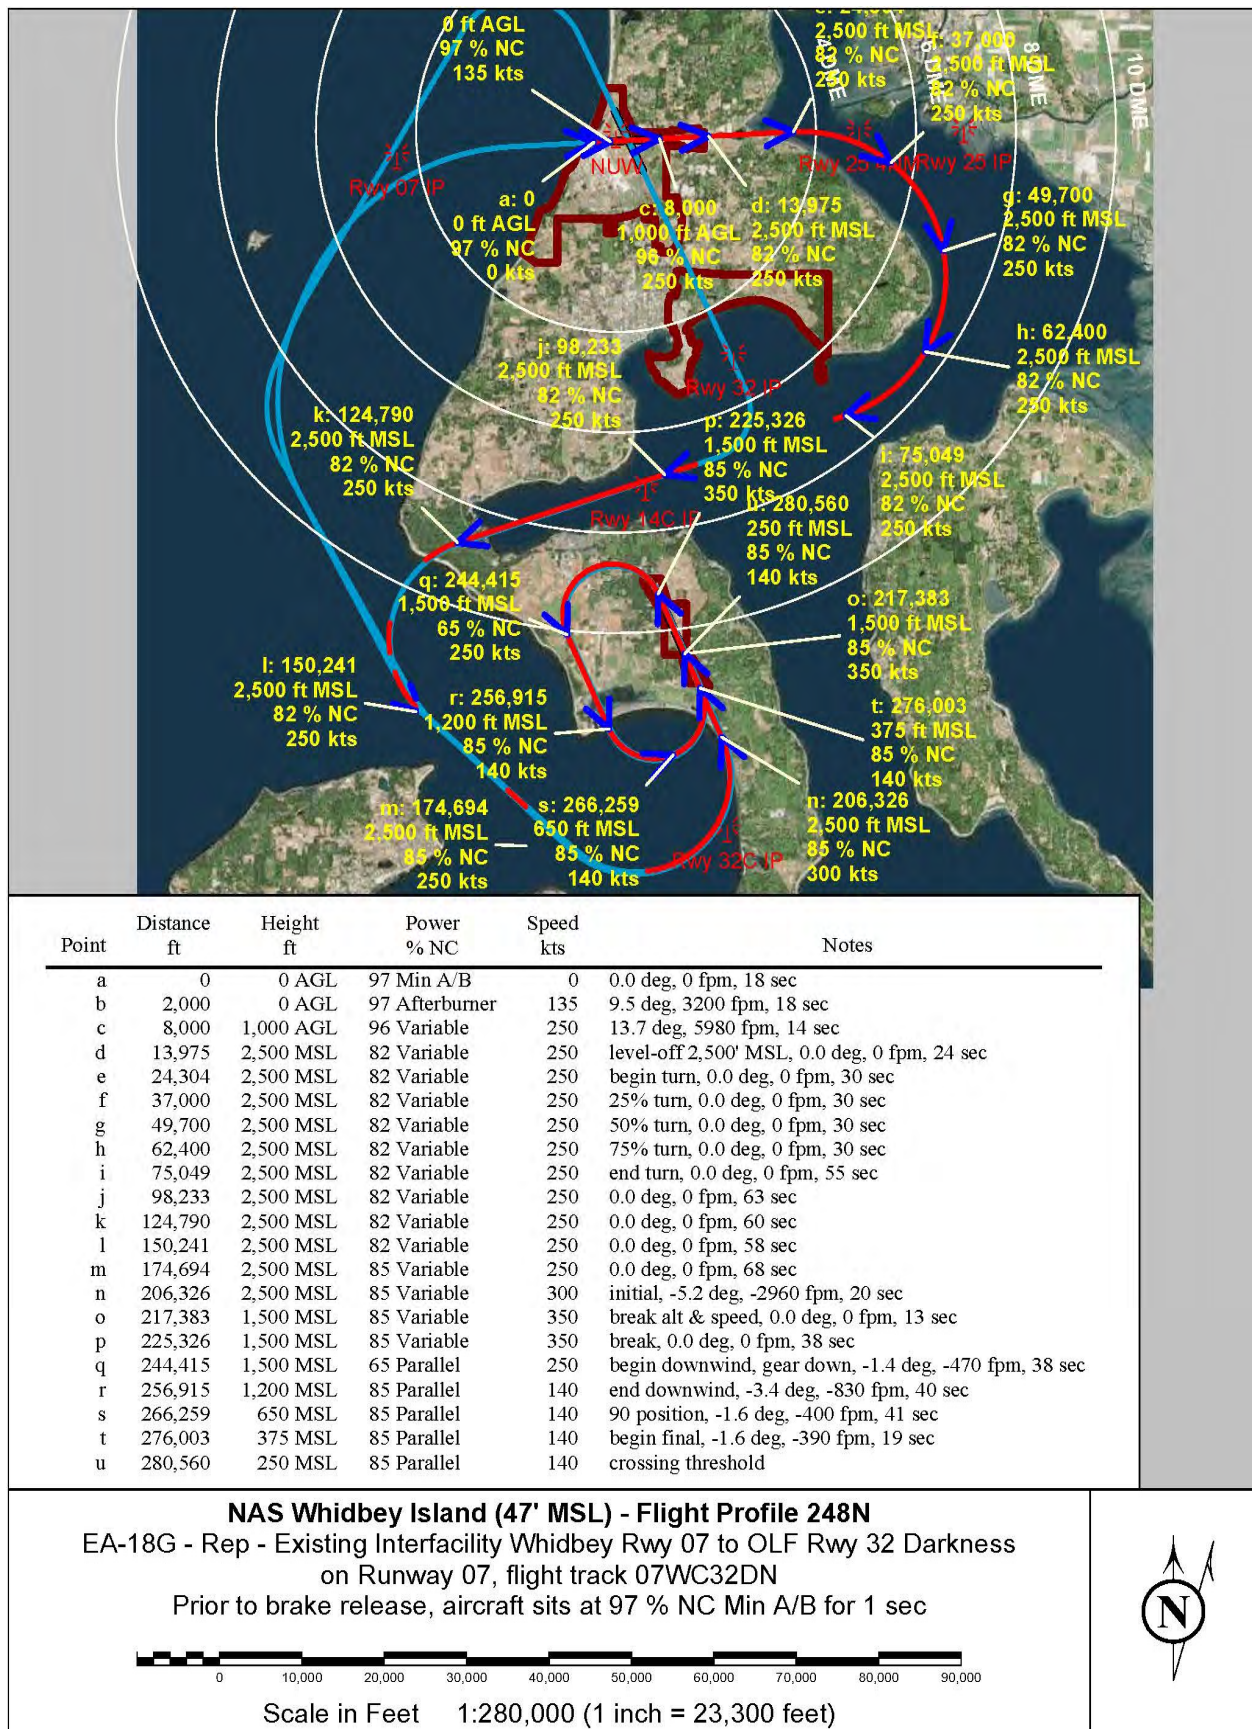 0 ft AGL
97 % NC
135 kts
2,500 ft MSL
82 % NC
250 kts
f: 37,000
2,500 ft MSL
82 % NC
250 kts
4 DME
6 DME
8 DME
10 DME
NUW
Rwy 07 IP
Rwy 25 4NM
Rwy 25 IP
a: 0
0 ft AGL
97 % NC
0 kts
c: 8,000
1,000 ft AGL
96 % NC
250 kts
d: 13,975
2,500 ft MSL
82 % NC
250 kts
g: 49,700
2,500 ft MSL
82 % NC
250 kts
h: 62,400
2,500 ft MSL
82 % NC
250 kts
j: 98,233
2,500 ft MSL
82 % NC
250 kts
Rwy 32 IP
k: 124,790
2,500 ft MSL
82 % NC
250 kts
p: 225,326
1,500 ft MSL
85 % NC
350 kts
i: 75,049
2,500 ft MSL
82 % NC
250 kts
Rwy 14C IP
u: 280,560
250 ft MSL
85 % NC
140 kts
q: 244,415
1,500 ft MSL
65 % NC
250 kts
o: 217,383
1,500 ft MSL
85 % NC
350 kts
l: 150,241
2,500 ft MSL
82 % NC
250 kts
r: 256,915
1,200 ft MSL
85 % NC
140 kts
t: 276,003
375 ft MSL
85 % NC
140 kts
m: 174,694
2,500 ft MSL
85 % NC
250 kts
s: 266,259
650 ft MSL
85 % NC
140 kts
n: 206,326
2,500 ft MSL
85 % NC
300 kts
Rwy 32C IP
Point Distance ft Height ft Power % NC Speed kts Notes
a 0 0 AGL 97 Min A/B 0 0.0 deg, 0 fpm, 18 sec
b 2,000 0 AGL 97 Afterburner 135 9.5 deg, 3200 fpm, 18 sec
c 8,000 1,000 AGL 96 Variable 250 13.7 deg, 5980 fpm, 14 sec
d 13,975 2,500 MSL 82 Variable 250 level-off 2,500' MSL, 0.0 deg, 0 fpm, 24 sec
e 24,304 2,500 MSL 82 Variable 250 begin turn, 0.0 deg, 0 fpm, 30 sec
f 37,000 2,500 MSL 82 Variable 250 25% turn, 0.0 deg, 0 fpm, 30 sec
g 49,700 2,500 MSL 82 Variable 250 50% turn, 0.0 deg, 0 fpm, 30 sec
h 62,400 2,500 MSL 82 Variable 250 75% turn, 0.0 deg, 0 fpm, 30 sec
i 75,049 2,500 MSL 82 Variable 250 end turn, 0.0 deg, 0 fpm, 55 sec
j 98,233 2,500 MSL 82 Variable 250 0.0 deg, 0 fpm, 63 sec
k 124,790 2,500 MSL 82 Variable 250 0.0 deg, 0 fpm, 60 sec
l 150,241 2,500 MSL 82 Variable 250 0.0 deg, 0 fpm, 58 sec
m 174,694 2,500 MSL 85 Variable 250 0.0 deg, 0 fpm, 68 sec
n 206,326 2,500 MSL 85 Variable 300 initial, -5.2 deg, -2960 fpm, 20 sec
o 217,383 1,500 MSL 85 Variable 350 break alt & speed, 0.0 deg, 0 fpm, 13 sec
p 225,326 1,500 MSL 85 Variable 350 break, 0.0 deg, 0 fpm, 38 sec
q 244,415 1,500 MSL 65 Parallel 250 begin downwind, gear down, -1.4 deg, -470 fpm, 38 sec
r 256,915 1,200 MSL 85 Parallel 140 end downwind, -3.4 deg, -830 fpm, 40 sec
s 266,259 650 MSL 85 Parallel 140 90 position, -1.6 deg, -400 fpm, 41 sec
t 276,003 375 MSL 85 Parallel 140 begin final, -1.6 deg, -390 fpm, 19 sec
u 280,560 250 MSL 85 Parallel 140 crossing threshold
NAS Whidbey Island (47' MSL) - Flight Profile 248N
EA-18G - Rep - Existing Interfacility Whidbey Rwy 07 to OLF Rwy 32 Darkness
on Runway 07, flight track 07WC32DN
Prior to brake release, aircraft sits at 97 % NC Min A/B for 1 sec
0 10,000 20,000 30,000 40,000 50,000 60,000 70,000 80,000 90,000
Scale in Feet 1:280,000 (1 inch = 23,300 feet)
N